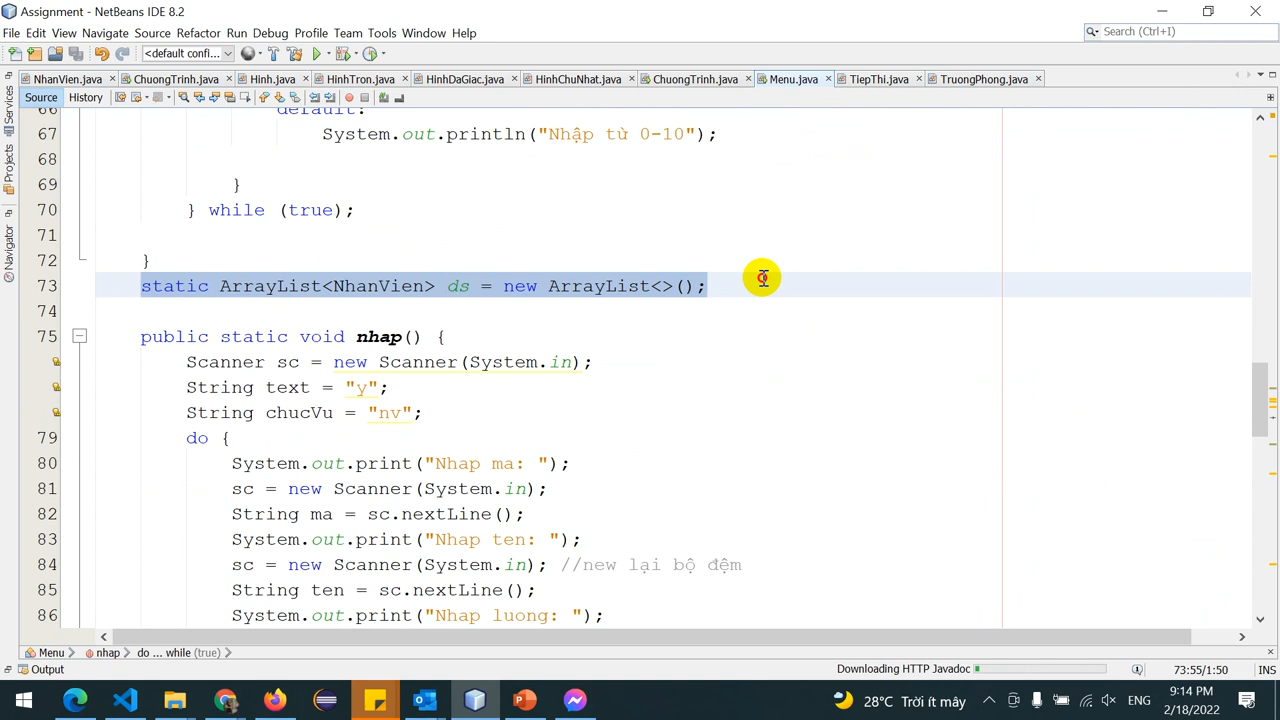 Assignment - NetBeans IDE 8.2
File Edit View Navigate Source Refactor Run Debug Profile Team Tools Window Help
Search (Ctrl+I)
<default confi...
NhanVien.java ChuongTrinh.java Hinh.java HinhTron.java HinhDaGiac.java HinhChuNhat.java ChuongTrinh.java Menu.java TiepThi.java TruongPhong.java
Source History
Services
Projects
Navigator
66 default:
67 System.out.println("Nhập từ 0-10");
68
69 }
70 } while (true);
71
72 }
73 static ArrayList<NhanVien> ds = new ArrayList<>();
74
75 public static void nhap() {
Scanner sc = new Scanner(System.in);
String text = "y";
String chucVu = "nv";
79 do {
80 System.out.print("Nhap ma: ");
81 sc = new Scanner(System.in);
82 String ma = sc.nextLine();
83 System.out.print("Nhap ten: ");
84 sc = new Scanner(System.in); //new lại bộ đệm
85 String ten = sc.nextLine();
86 System.out.print("Nhap luong: ");
Menu nhap do ... while (true)
Output
Downloading HTTP Javadoc
73:55/1:50 INS
28°C Trời ít mây
ENG
9:14 PM
2/18/2022